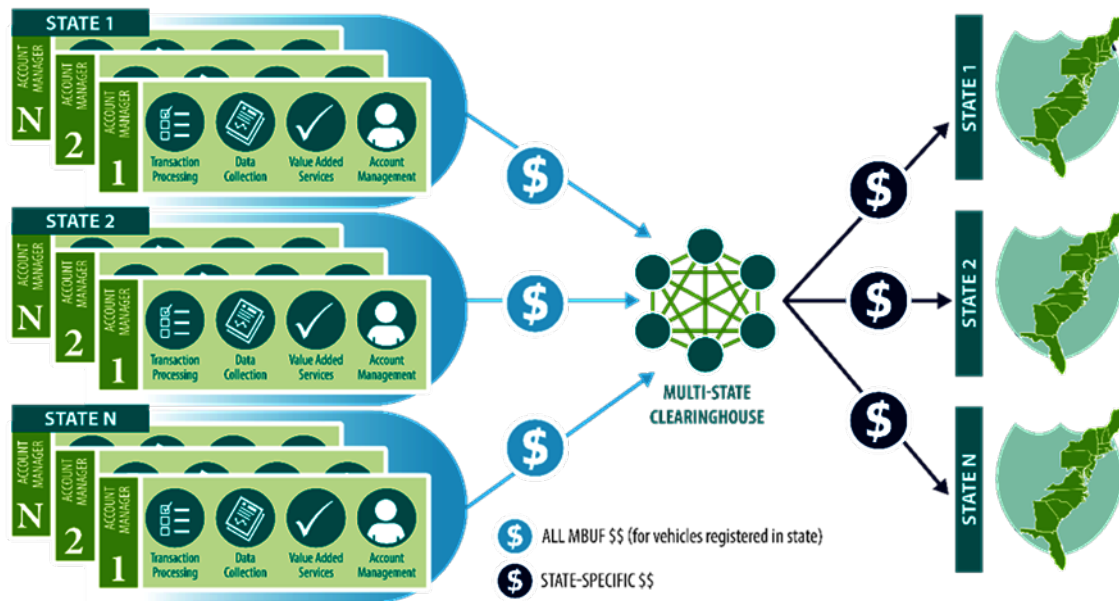 STATE 1
ACCOUNT MANAGER
N
ACCOUNT MANAGER
2
ACCOUNT MANAGER
1
Transaction Processing
Data Collection
Value Added Services
Account Management
STATE 2
ACCOUNT MANAGER
N
ACCOUNT MANAGER
2
ACCOUNT MANAGER
1
Transaction Processing
Data Collection
Value Added Services
Account Management
STATE N
ACCOUNT MANAGER
N
ACCOUNT MANAGER
2
ACCOUNT MANAGER
1
Transaction Processing
Data Collection
Value Added Services
Account Management
$
$
$
MULTI-STATE
CLEARINGHOUSE
$
$
$
STATE 1
STATE 2
STATE N
$ ALL MBUF $$ (for vehicles registered in state)
$ STATE-SPECIFIC $$